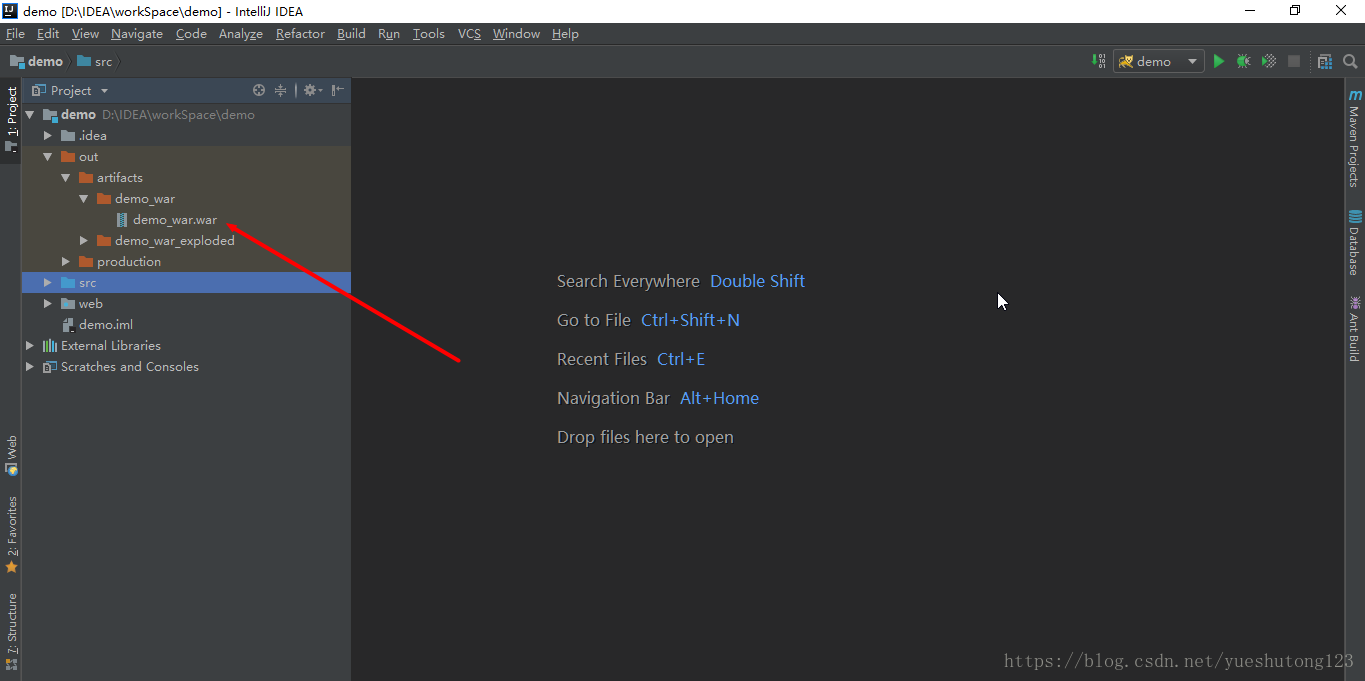 demo [D:\IDEA\workSpace\demo] - IntelliJ IDEA
File Edit View Navigate Code Analyze Refactor Build Run Tools VCS Window Help
demo src
demo
Project
demo D:\IDEA\workSpace\demo
.idea
out
artifacts
demo_war
demo_war.war
demo_war_exploded
production
src
web
demo.iml
External Libraries
Scratches and Consoles
1: Project
Web
2: Favorites
7: Structure
Search Everywhere Double Shift
Go to File Ctrl+Shift+N
Recent Files Ctrl+E
Navigation Bar Alt+Home
Drop files here to open
Maven Projects
Database
Ant Build
https://blog.csdn.net/yueshutong123